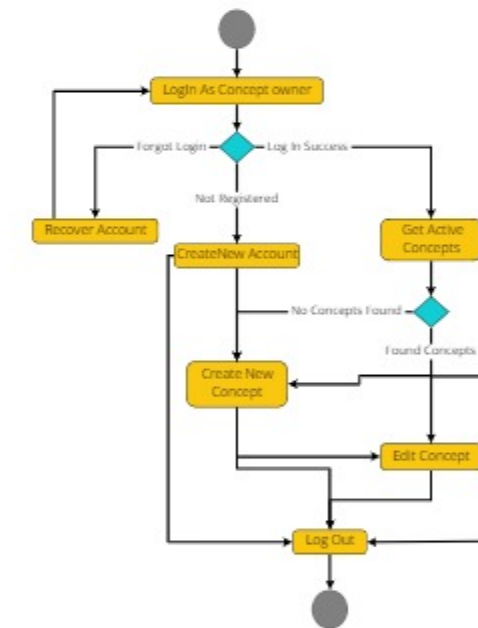 LogIn As Concept owner
Forgot Login
Log In Success
Not Registered
Recover Account
Get Active
Concepts
CreateNew Account
No Concepts Found
Found Concepts
Create New
Concept
Edit Concept
Log Out